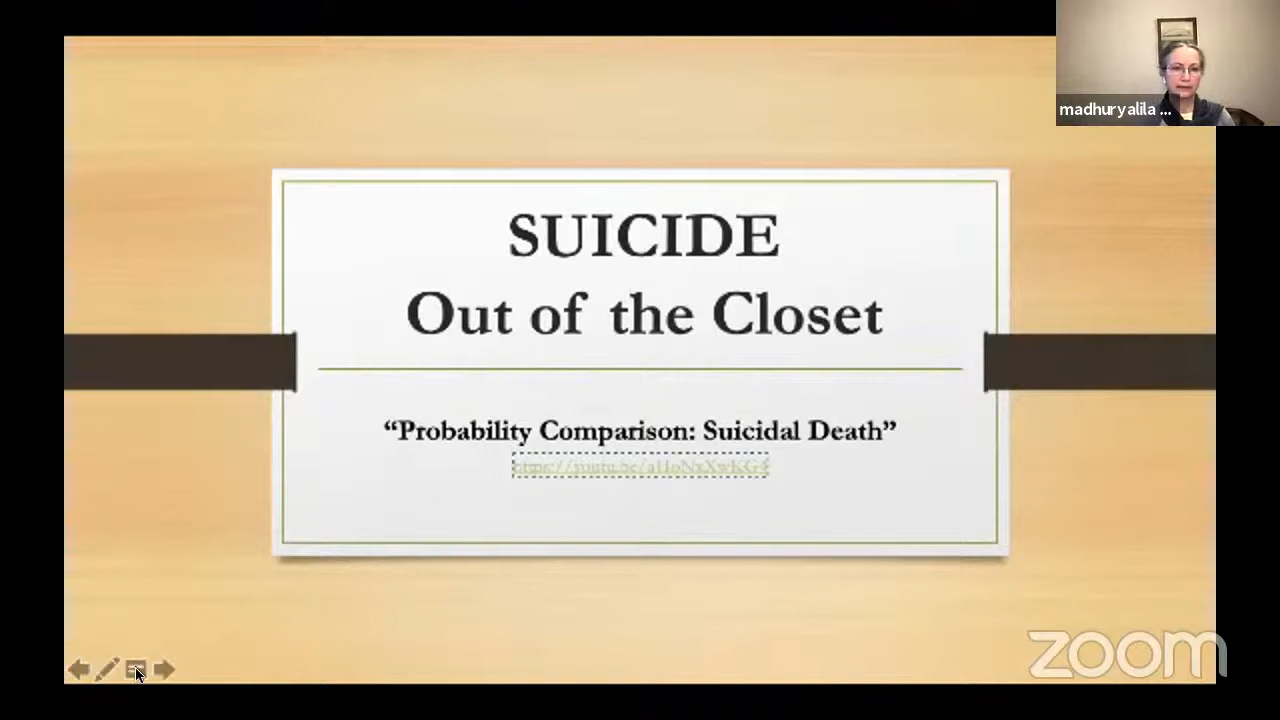 madhuryalila ...
SUICIDE
Out of the Closet
“Probability Comparison: Suicidal Death”
zoom